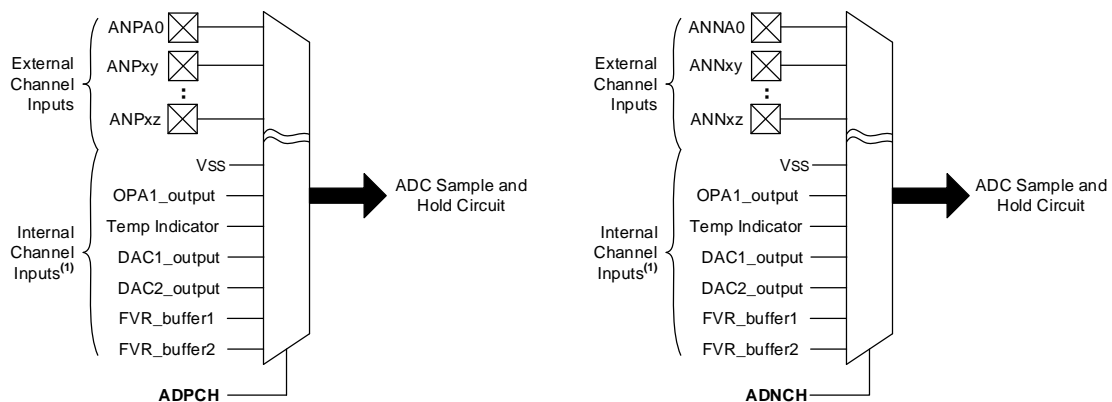 ANPA0
ANPxy
:
ANPxz
External
Channel
Inputs
VSS
OPA1_output
Temp Indicator
DAC1_output
DAC2_output
FVR_buffer1
FVR_buffer2
Internal
Channel
Inputs(1)
ADC Sample and
Hold Circuit
ADPCH
ANNA0
ANNxy
:
ANNxz
External
Channel
Inputs
VSS
OPA1_output
Temp Indicator
DAC1_output
DAC2_output
FVR_buffer1
FVR_buffer2
Internal
Channel
Inputs(1)
ADC Sample and
Hold Circuit
ADNCH